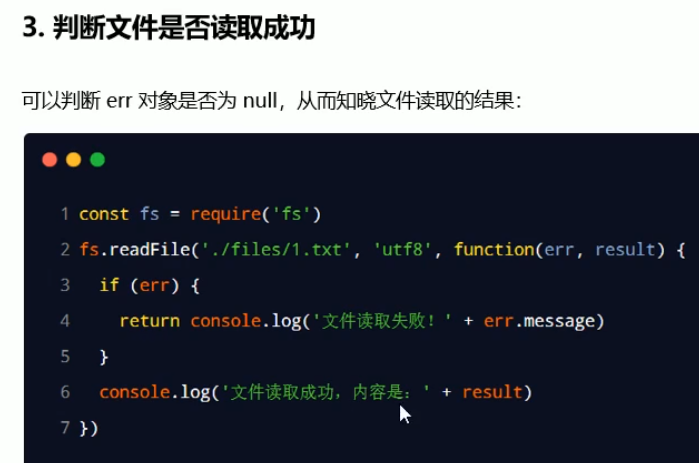 3. 判断文件是否读取成功
可以判断 err 对象是否为 null，从而知晓文件读取的结果：
1 const fs = require('fs')
2 fs.readFile('./files/1.txt', 'utf8', function(err, result) {
3   if (err) {
4     return console.log('文件读取失败！' + err.message)
5   }
6   console.log('文件读取成功，内容是：' + result)
7 })